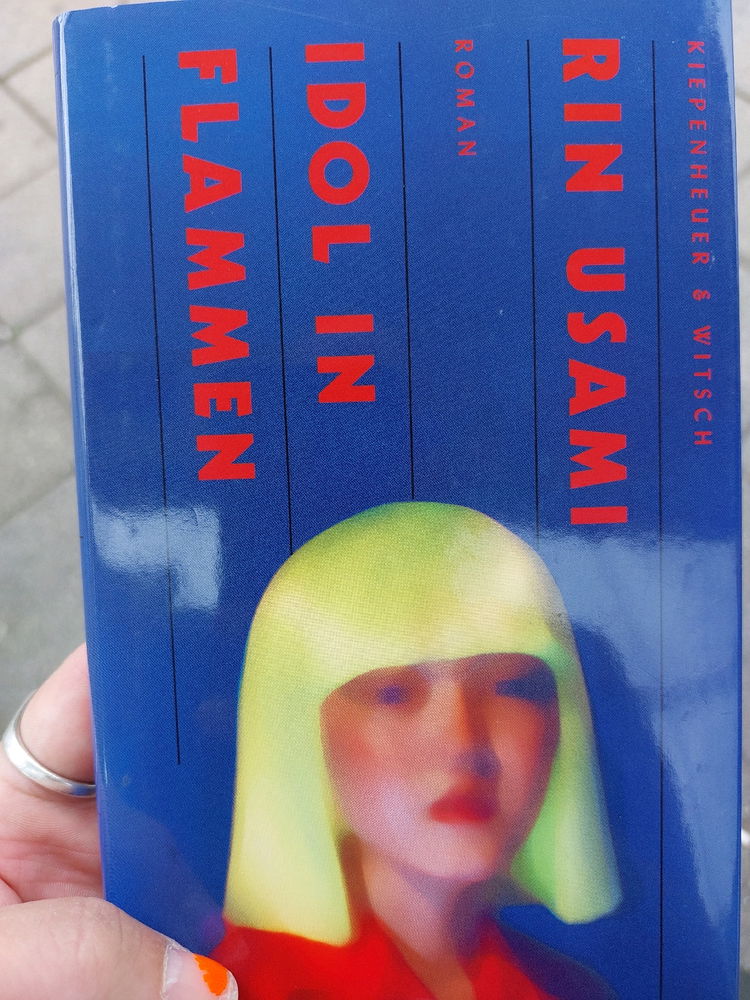 KIEPENHEUER & WITSCH
RIN USAMI
ROMAN
IDOL IN
FLAMMEN